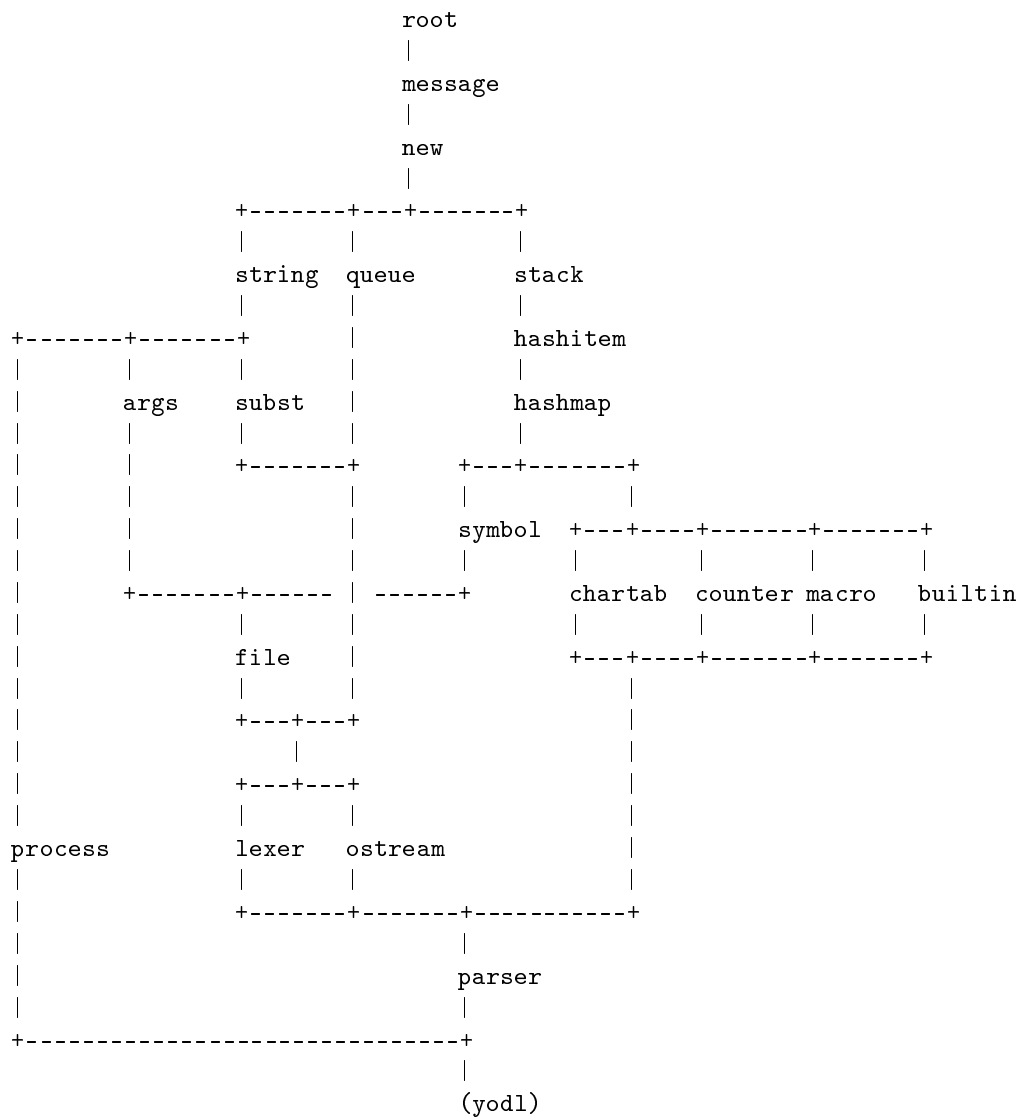 root
|
message
|
new
|
+-------+---+-------+
| | |
string queue stack
| | |
+-------+-------+ | hashitem
| | | | |
| args subst | hashmap
| | | | |
| | +-------+ +---+-------+
| | | | |
| | | symbol +---+----+-------+-------+
| | | | | | | |
| +-------+------ | ------+ chartab counter macro builtin
| | | | | | |
| file | +---+----+-------+-------+
| | | |
| +---+---+ |
| | |
| +---+---+ |
| | | |
process lexer ostream |
| | | |
| +-------+-------+-----------+
| |
| parser
| |
+-------------------------------+
|
(yodl)